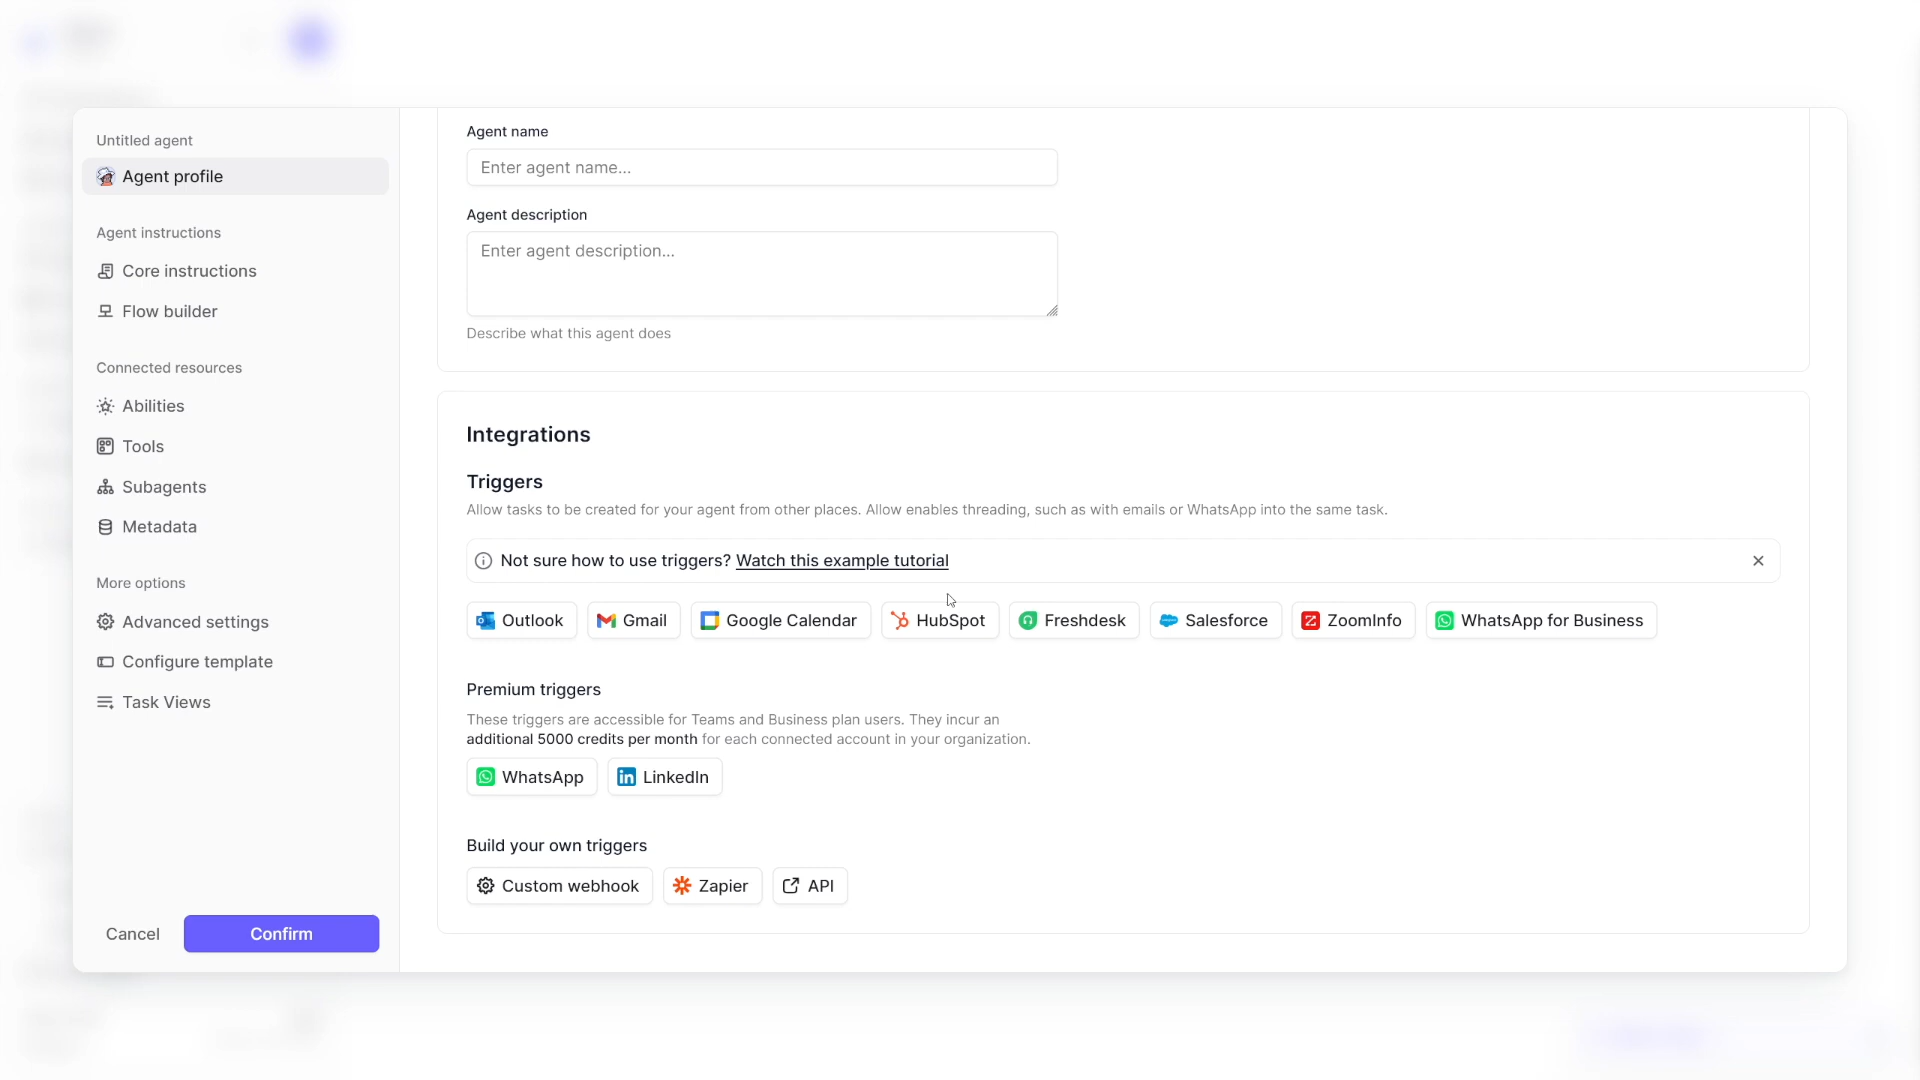 Untitled agent
Agent profile
Agent instructions
Core instructions
Flow builder
Connected resources
Abilities
Tools
Subagents
Metadata
More options
Advanced settings
Configure template
Task Views
Cancel
Confirm
Agent name
Enter agent name...
Agent description
Enter agent description...
Describe what this agent does
Integrations
Triggers
Allow tasks to be created for your agent from other places. Allow enables threading, such as with emails or WhatsApp into the same task.
Not sure how to use triggers? Watch this example tutorial
Outlook Gmail Google Calendar HubSpot Freshdesk Salesforce ZoomInfo WhatsApp for Business
Premium triggers
These triggers are accessible for Teams and Business plan users. They incur an
additional 5000 credits per month for each connected account in your organization.
WhatsApp LinkedIn
Build your own triggers
Custom webhook Zapier API